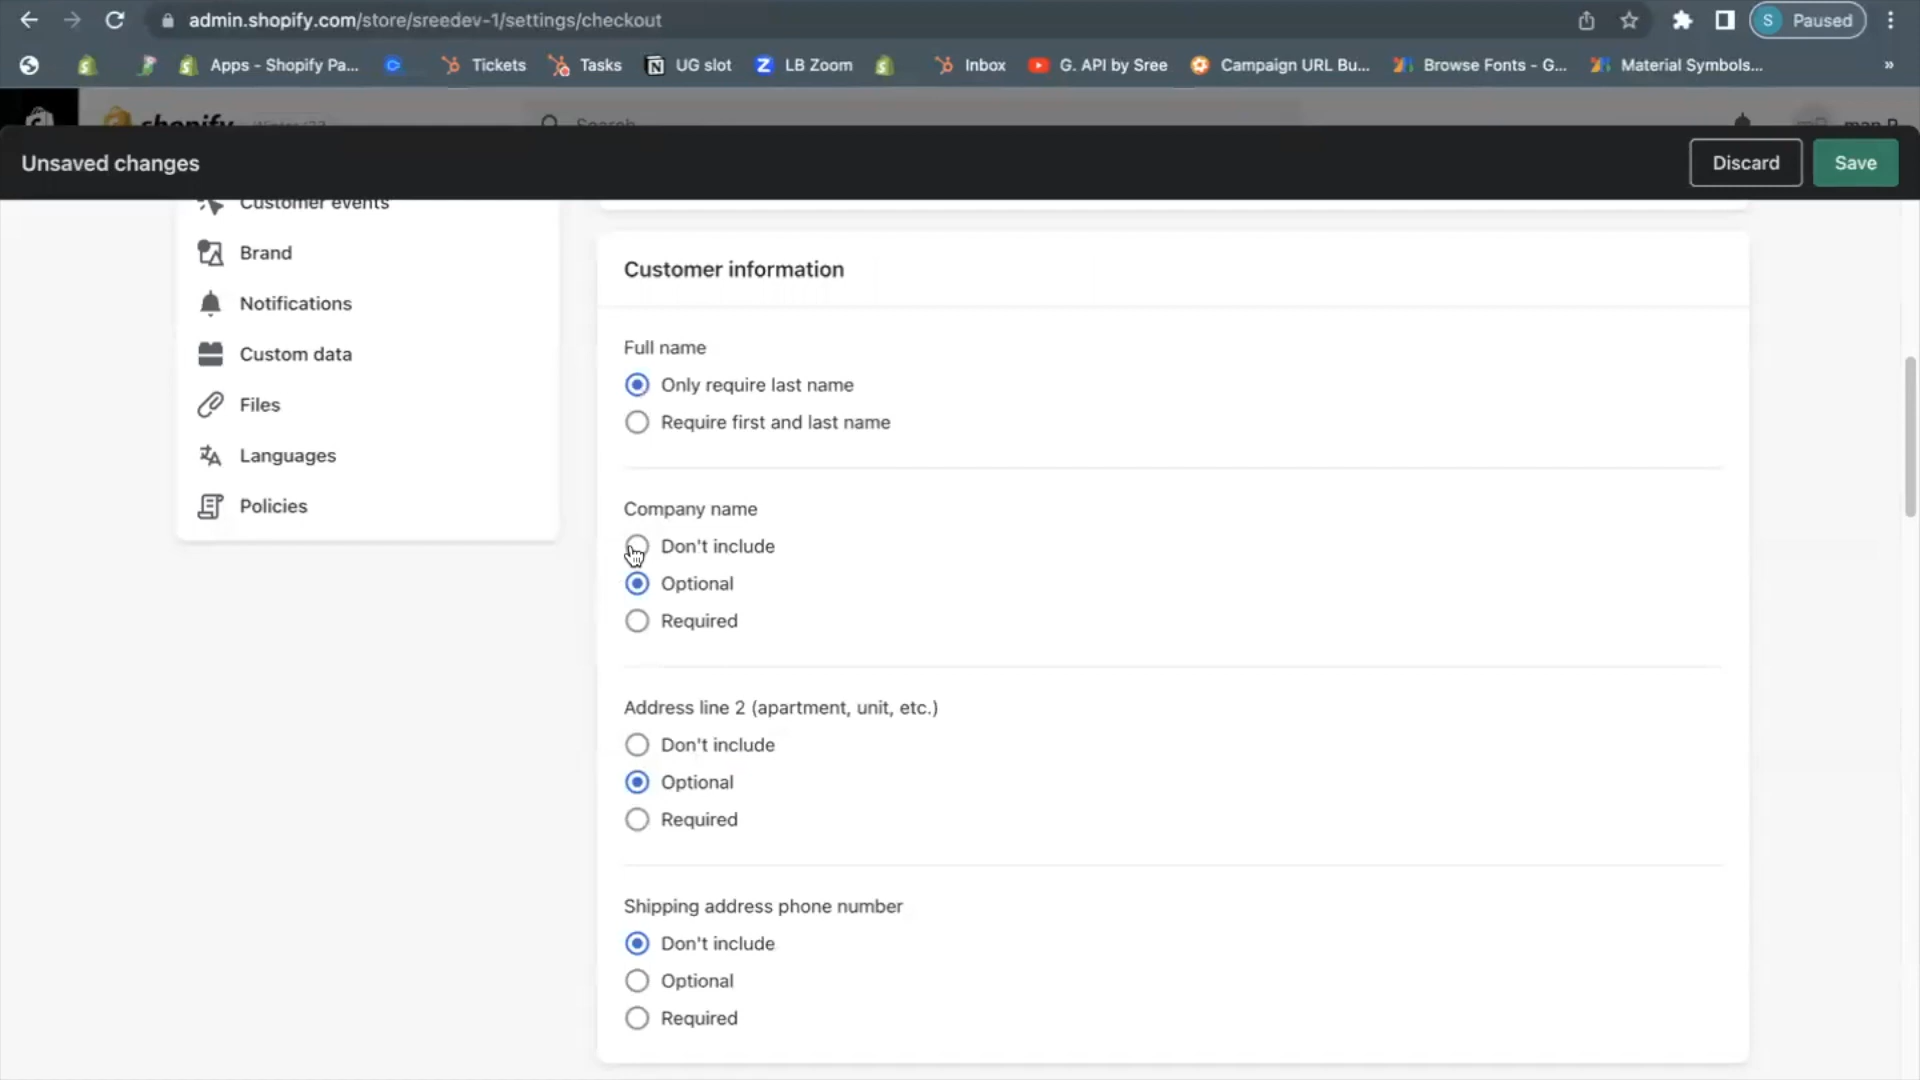 admin.shopify.com/store/sreedev-1/settings/checkout
S Paused
Apps - Shopify Pa... Tickets Tasks UG slot LB Zoom Inbox G. API by Sree Campaign URL Bu... Browse Fonts - G... Material Symbols... »
shopify Search
Unsaved changes Discard Save
Customer events
Brand
Notifications
Custom data
Files
Languages
Policies
Customer information
Full name
Only require last name
Require first and last name
Company name
Don't include
Optional
Required
Address line 2 (apartment, unit, etc.)
Don't include
Optional
Required
Shipping address phone number
Don't include
Optional
Required